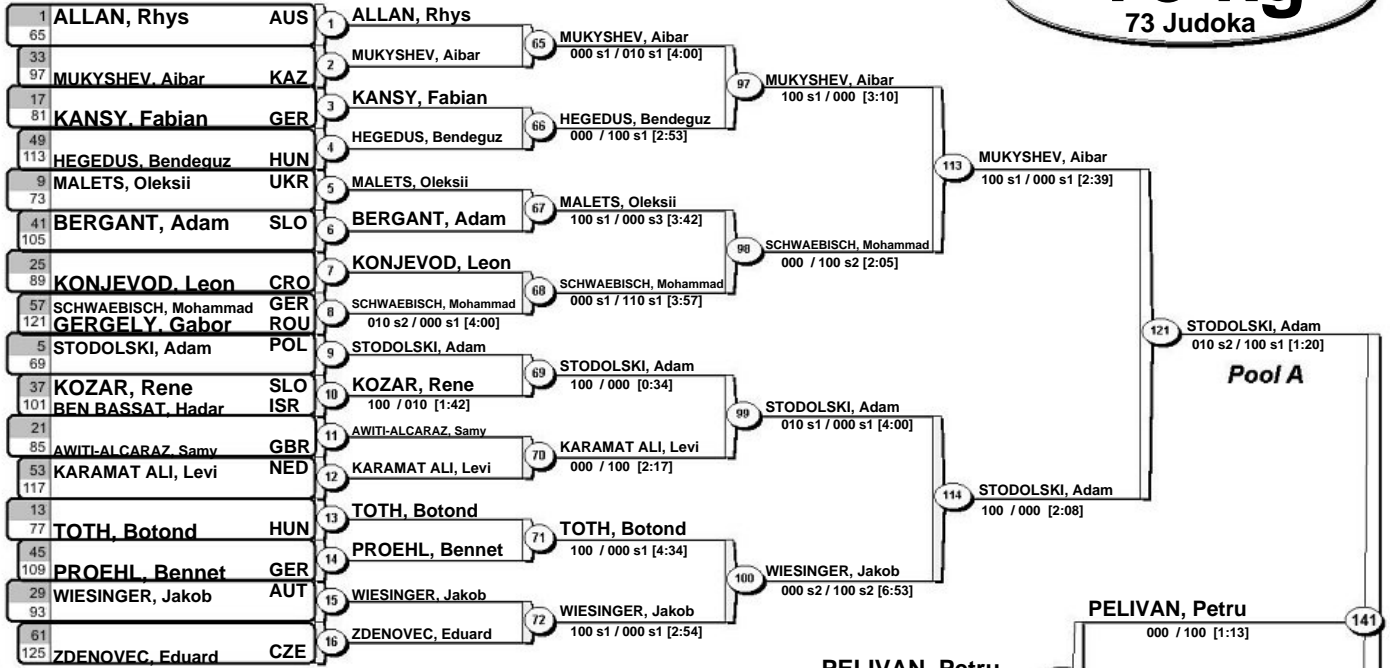 73 Judoka
1 ALLAN, Rhys AUS
65
33
97 MUKYSHEV, Aibar KAZ
17
81 KANSY, Fabian GER
49
113 HEGEDUS, Bendeguz HUN
9 MALETS, Oleksii UKR
73
41 BERGANT, Adam SLO
105
25
89 KONJEVOD, Leon CRO
57 SCHWAEBISCH, Mohammad GER
121 GERGELY, Gabor ROU
5 STODOLSKI, Adam POL
69
37 KOZAR, Rene SLO
101 BEN BASSAT, Hadar ISR
21
85 AWITI-ALCARAZ, Samy GBR
53 KARAMAT ALI, Levi NED
117
13
77 TOTH, Botond HUN
45
109 PROEHL, Bennet GER
29 WIESINGER, Jakob AUT
93
61
125 ZDENOVEC, Eduard CZE
1 ALLAN, Rhys
2 MUKYSHEV, Aibar
3 KANSY, Fabian
4 HEGEDUS, Bendeguz
5 MALETS, Oleksii
6 BERGANT, Adam
7 KONJEVOD, Leon
8 SCHWAEBISCH, Mohammad
010 s2 / 000 s1 [4:00]
9 STODOLSKI, Adam
10 KOZAR, Rene
100 / 010 [1:42]
11 AWITI-ALCARAZ, Samy
12 KARAMAT ALI, Levi
13 TOTH, Botond
14 PROEHL, Bennet
15 WIESINGER, Jakob
16 ZDENOVEC, Eduard
65 MUKYSHEV, Aibar
000 s1 / 010 s1 [4:00]
66 HEGEDUS, Bendeguz
000 / 100 s1 [2:53]
67 MALETS, Oleksii
100 s1 / 000 s3 [3:42]
68 SCHWAEBISCH, Mohammad
000 s1 / 110 s1 [3:57]
69 STODOLSKI, Adam
100 / 000 [0:34]
70 KARAMAT ALI, Levi
000 / 100 [2:17]
71 TOTH, Botond
100 / 000 s1 [4:34]
72 WIESINGER, Jakob
100 s1 / 000 s1 [2:54]
97 MUKYSHEV, Aibar
100 s1 / 000 [3:10]
98 SCHWAEBISCH, Mohammad
000 / 100 s2 [2:05]
99 STODOLSKI, Adam
010 s1 / 000 s1 [4:00]
100 WIESINGER, Jakob
000 s2 / 100 s2 [6:53]
113 MUKYSHEV, Aibar
100 s1 / 000 s1 [2:39]
114 STODOLSKI, Adam
100 / 000 [2:08]
121 STODOLSKI, Adam
010 s2 / 100 s1 [1:20]
Pool A
PELIVAN, Petru 141
000 / 100 [1:13]
PELIVAN, Petru